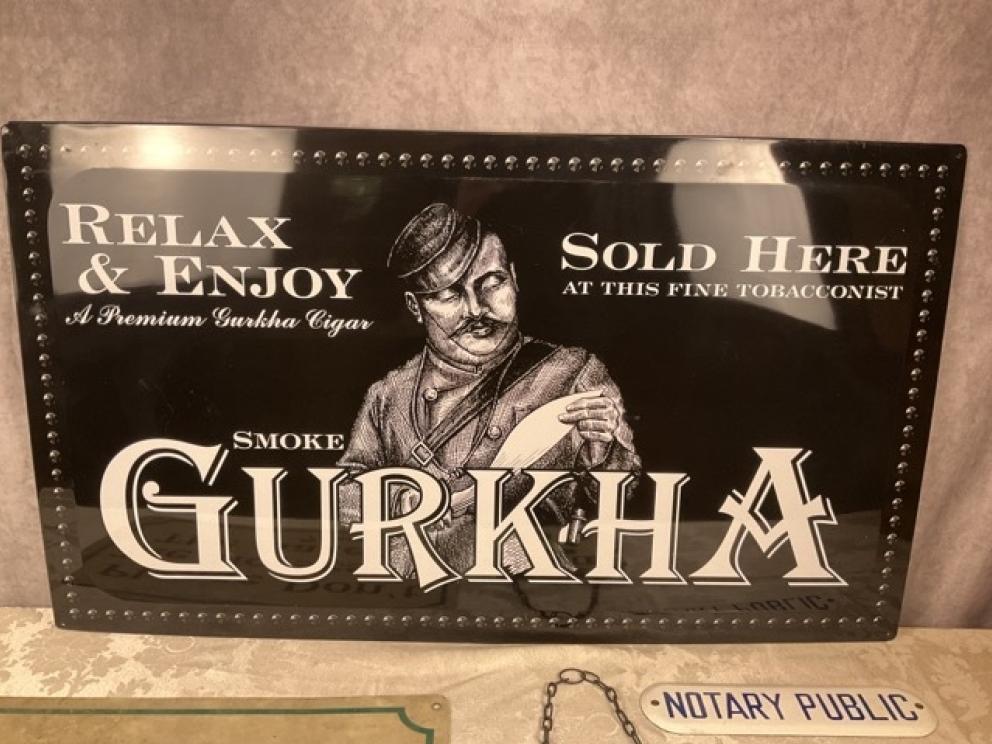 RELAX
& ENJOY
A Premium Gurkha Cigar
SOLD HERE
AT THIS FINE TOBACCONIST
SMOKE
GURKHA
NOTARY PUBLIC